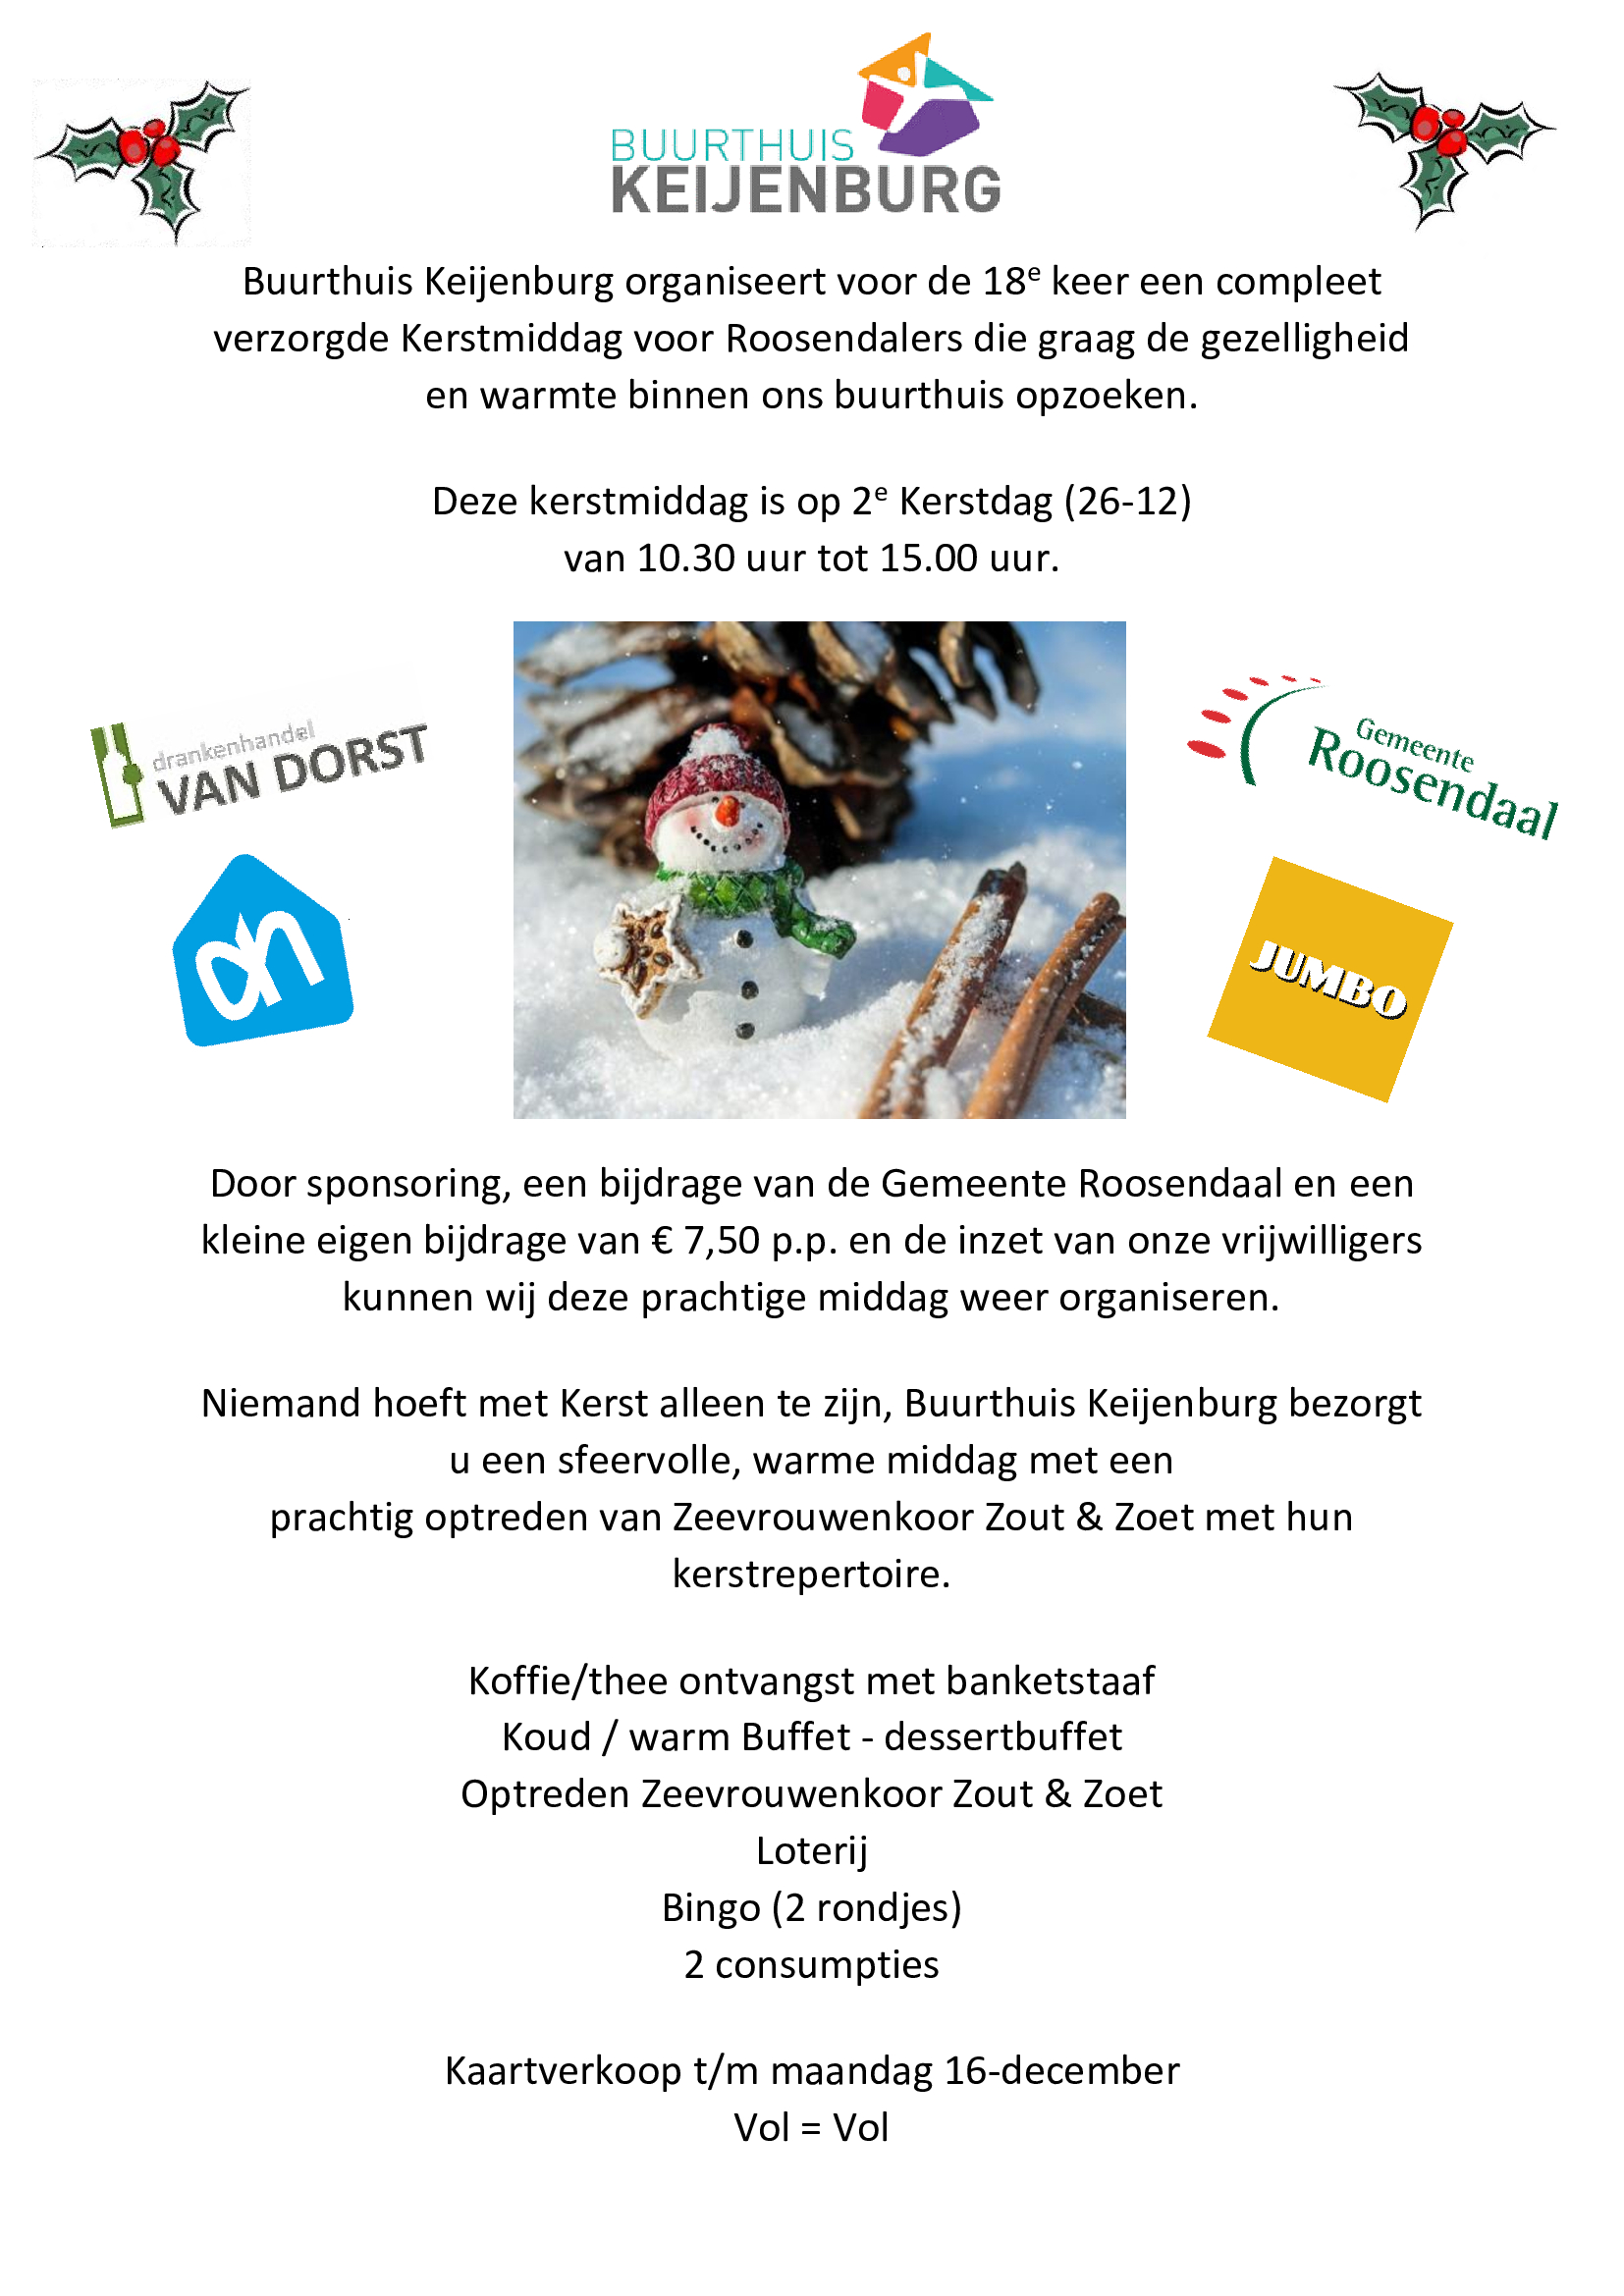 BUURTHUIS
KEIJENBURG
Buurthuis Keijenburg organiseert voor de 18e keer een compleet
verzorgde Kerstmiddag voor Roosendalers die graag de gezelligheid
en warmte binnen ons buurthuis opzoeken.
Deze kerstmiddag is op 2e Kerstdag (26-12)
van 10.30 uur tot 15.00 uur.
drankenhandel
VAN DORST
Gemeente
Roosendaal
ah
JUMBO
Door sponsoring, een bijdrage van de Gemeente Roosendaal en een
kleine eigen bijdrage van € 7,50 p.p. en de inzet van onze vrijwilligers
kunnen wij deze prachtige middag weer organiseren.
Niemand hoeft met Kerst alleen te zijn, Buurthuis Keijenburg bezorgt
u een sfeervolle, warme middag met een
prachtig optreden van Zeevrouwenkoor Zout & Zoet met hun
kerstrepertoire.
Koffie/thee ontvangst met banketstaaf
Koud / warm Buffet - dessertbuffet
Optreden Zeevrouwenkoor Zout & Zoet
Loterij
Bingo (2 rondjes)
2 consumpties
Kaartverkoop t/m maandag 16-december
Vol = Vol